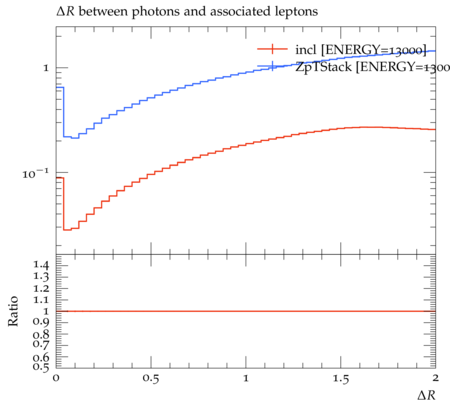 ΔR between photons and associated leptons
incl [ENERGY=13000]
ZpTStack [ENERGY=1300
1
10⁻¹
1.4
1.3
1.2
1.1
1
0.9
0.8
0.7
0.6
0.5
Ratio
0 0.5 1 1.5 2
ΔR